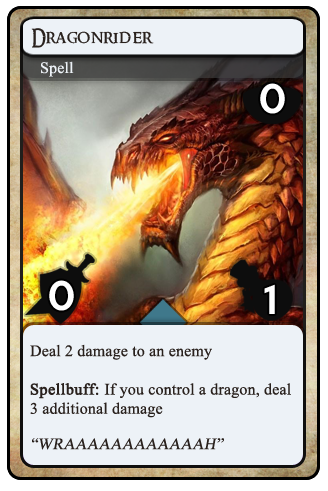 DRAGONRIDER
Spell
0
0
1
Deal 2 damage to an enemy
Spellbuff: If you control a dragon, deal
3 additional damage
“WRAAAAAAAAAAAAH”